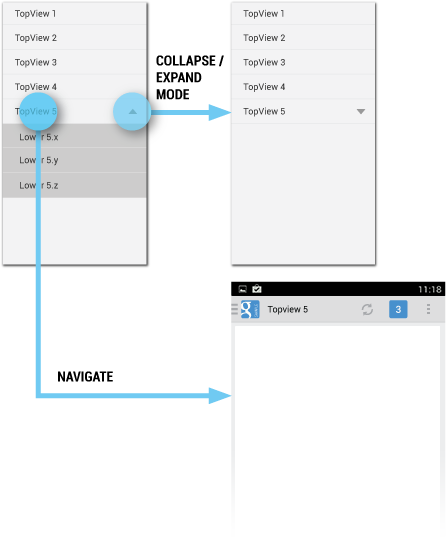 TopView 1
TopView 2
TopView 3
TopView 4
TopView 5
Lower 5.x
Lower 5.y
Lower 5.z
COLLAPSE /
EXPAND
MODE
TopView 1
TopView 2
TopView 3
TopView 4
TopView 5
NAVIGATE
11:18
g
Topview 5
3